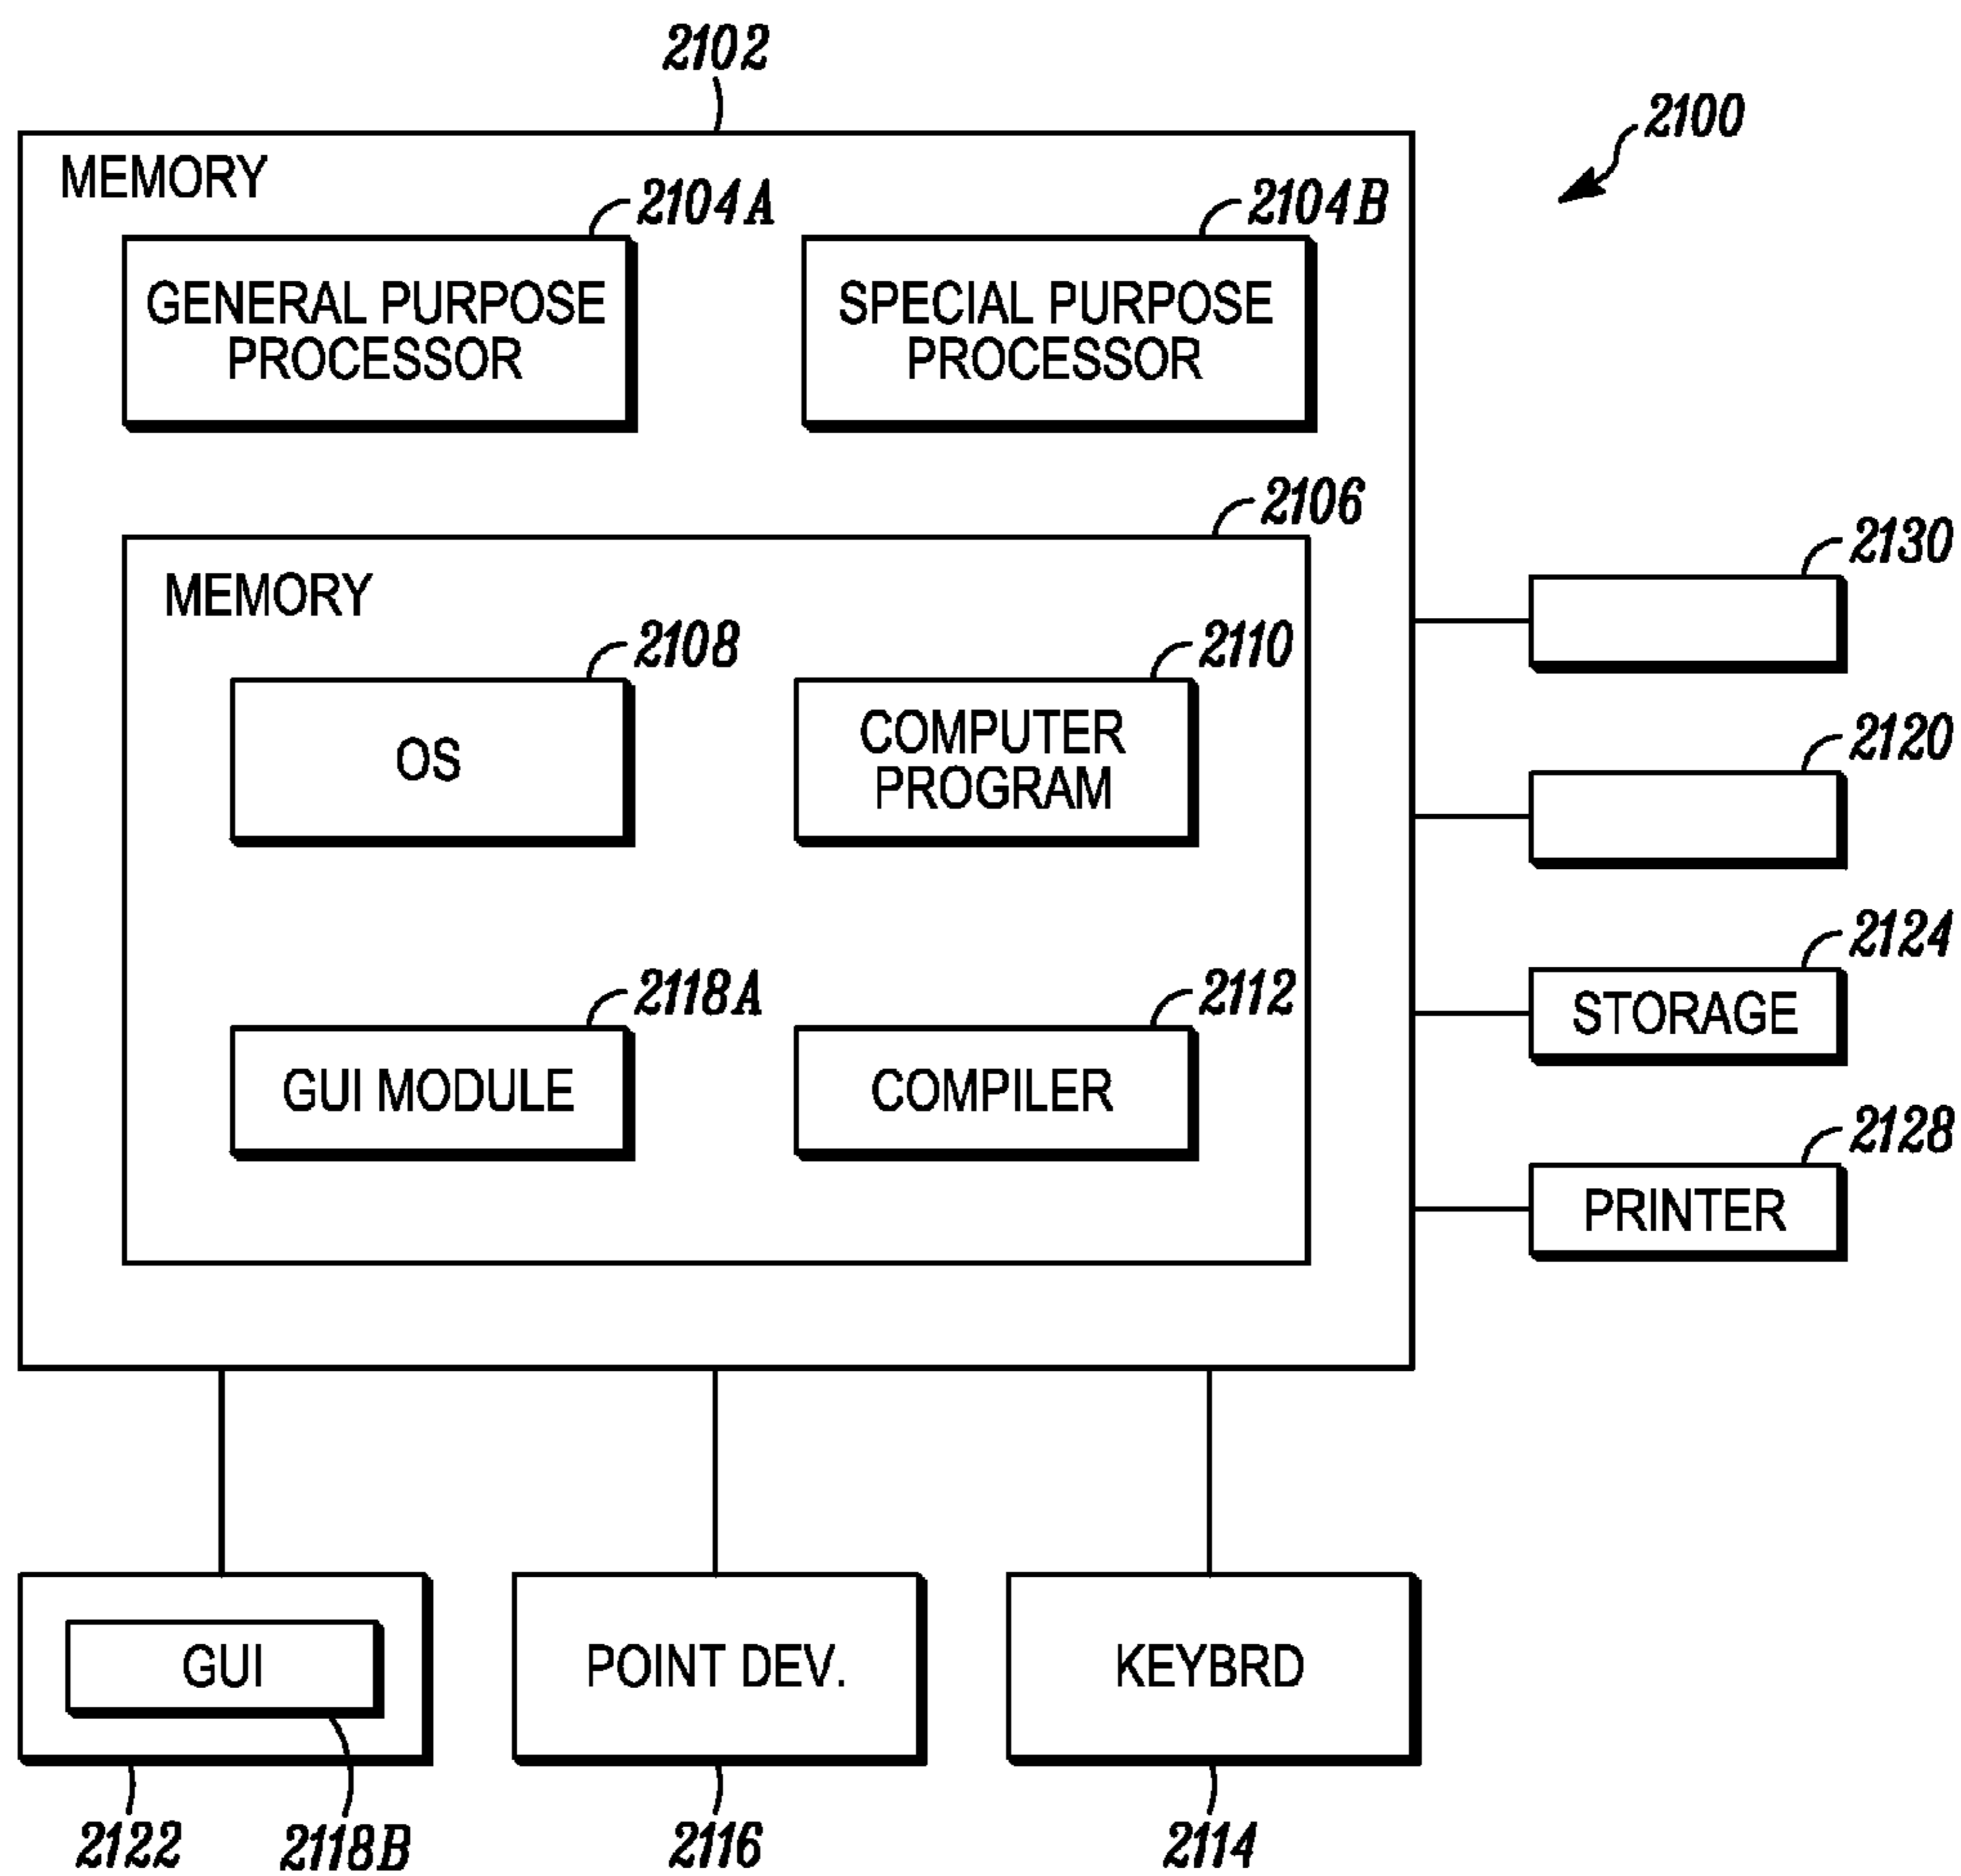 2102
2100
MEMORY
2104A
2104B
GENERAL PURPOSE
PROCESSOR
SPECIAL PURPOSE
PROCESSOR
2106
MEMORY
2130
2108
2110
OS
COMPUTER
PROGRAM
2120
2118A
2112
GUI MODULE
COMPILER
2124
STORAGE
2128
PRINTER
GUI
POINT DEV.
KEYBRD
2122
2118B
2116
2114